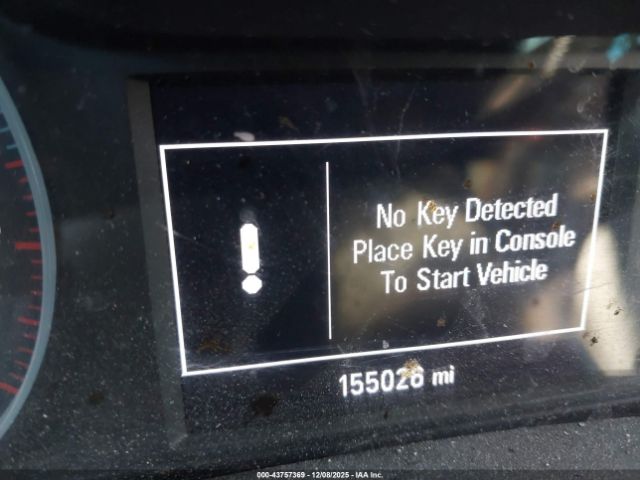 No Key Detected
Place Key in Console
To Start Vehicle
155026 mi
000-43757369 - 12/08/2025 - IAA Inc.